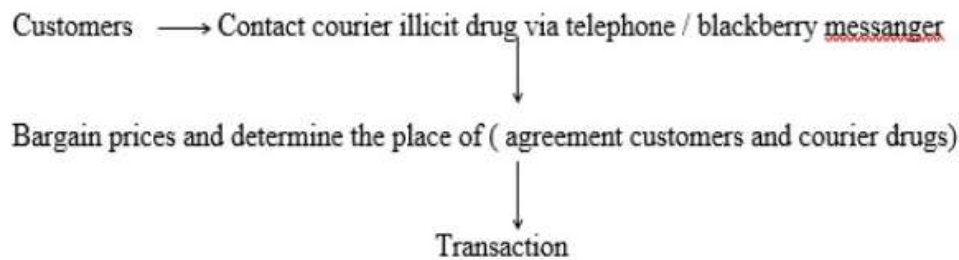 Customers → Contact courier illicit drug via telephone / blackberry messanger
Bargain prices and determine the place of ( agreement customers and courier drugs)
Transaction